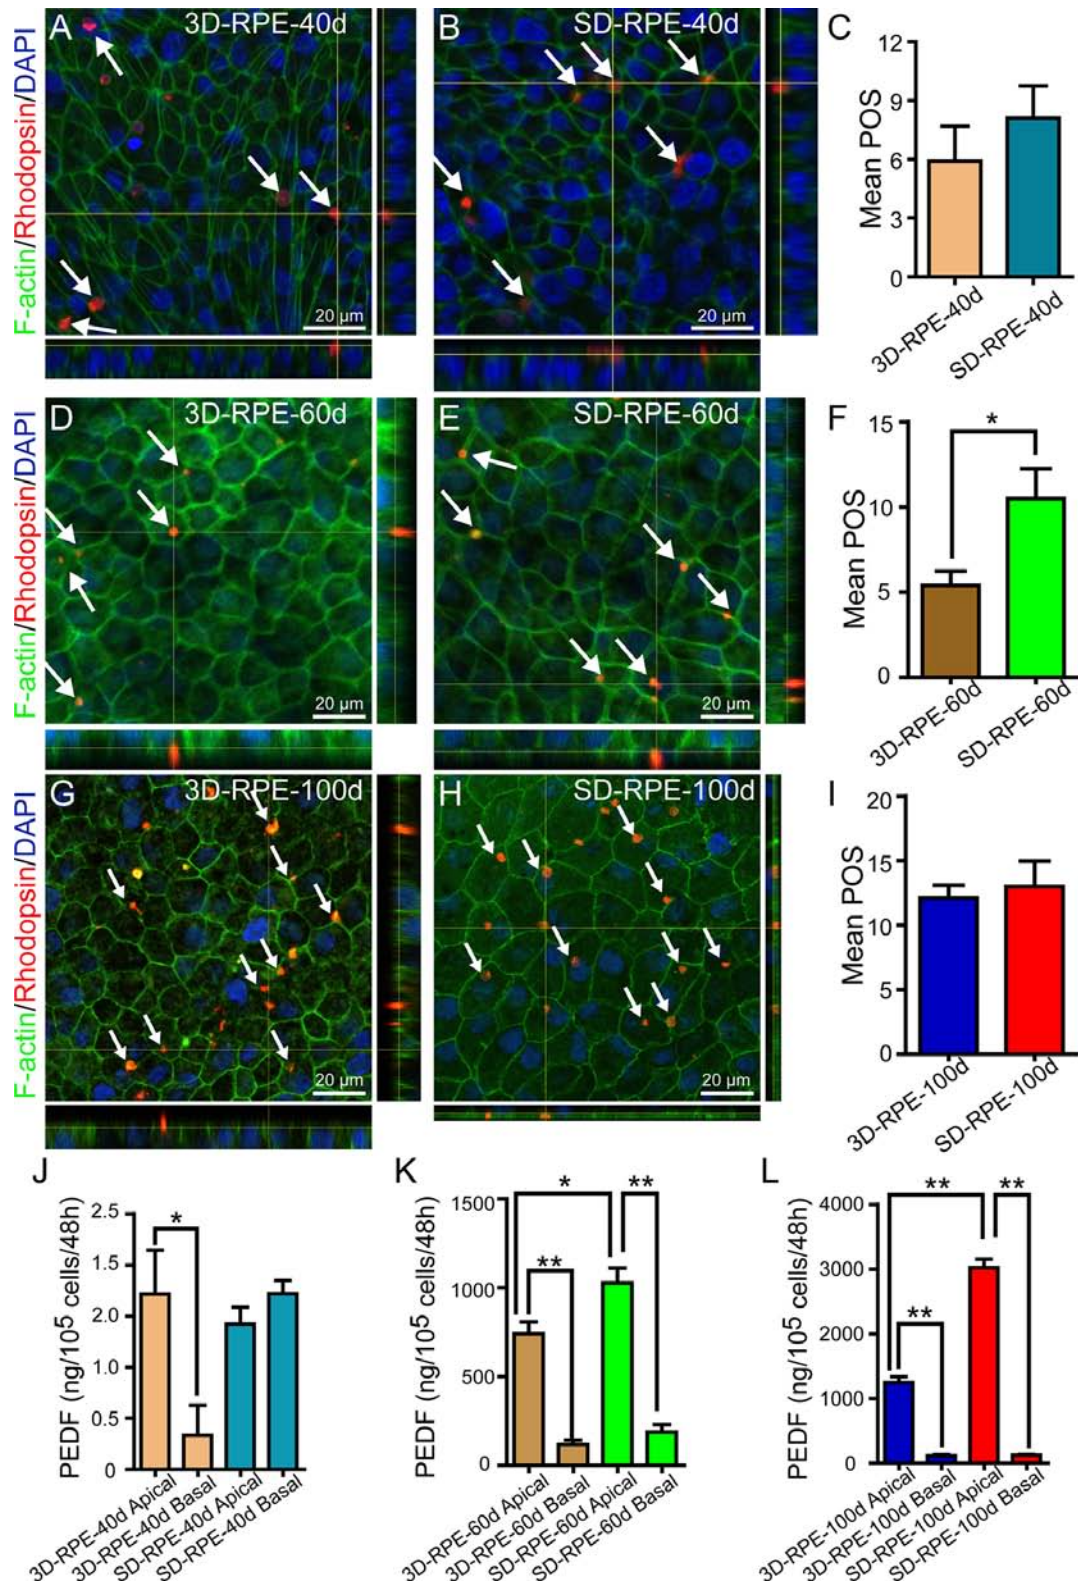 A
3D-RPE-40d
20 µm
F-actin/Rhodopsin/DAPI
B
SD-RPE-40d
20 µm
C
12
9
6
3
0
Mean POS
3D-RPE-40d
SD-RPE-40d
D
3D-RPE-60d
20 µm
F-actin/Rhodopsin/DAPI
E
SD-RPE-60d
20 µm
F
15
10
5
0
Mean POS
*
3D-RPE-60d
SD-RPE-60d
G
3D-RPE-100d
20 µm
F-actin/Rhodopsin/DAPI
H
SD-RPE-100d
20 µm
I
20
15
10
5
0
Mean POS
3D-RPE-100d
SD-RPE-100d
J
2.5
1.5
2.0
1.0
0.5
0
PEDF (ng/10⁵ cells/48h)
*
3D-RPE-40d Apical
3D-RPE-40d Basal
SD-RPE-40d Apical
SD-RPE-40d Basal
K
1500
1000
500
0
PEDF (ng/10⁵ cells/48h)
* **
**
3D-RPE-60d Apical
3D-RPE-60d Basal
SD-RPE-60d Apical
SD-RPE-60d Basal
L
4000
3000
2000
1000
0
PEDF (ng/10⁵ cells/48h)
** **
**
3D-RPE-100d Apical
3D-RPE-100d Basal
SD-RPE-100d Apical
SD-RPE-100d Basal